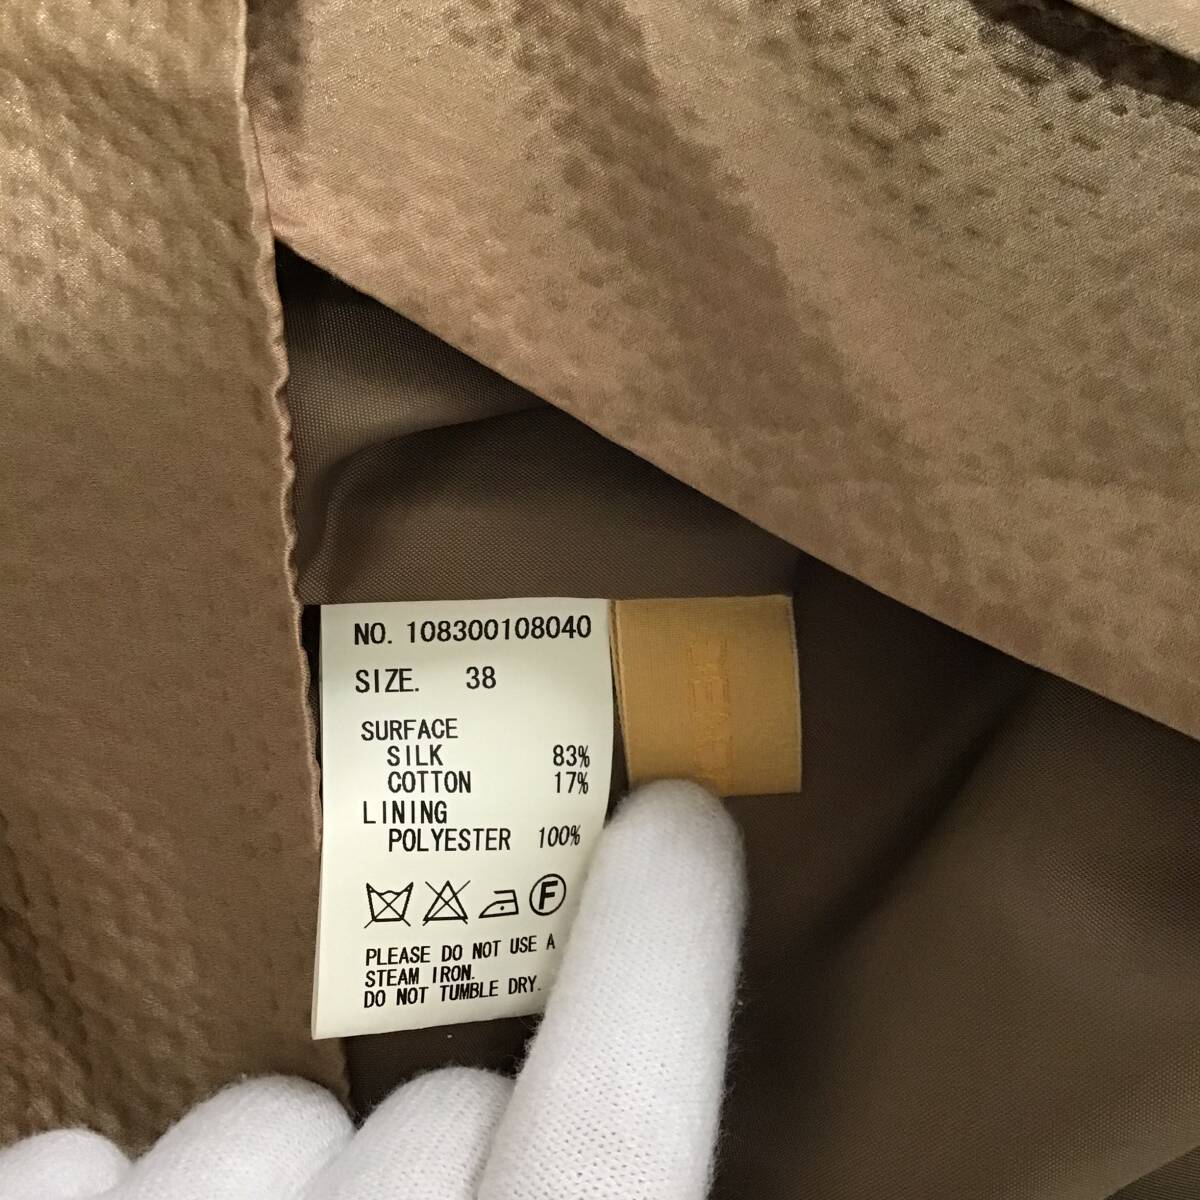 NO. 108300108040
SIZE. 38
SURFACE
SILK 83%
COTTON 17%
LINING
POLYESTER 100%
F
PLEASE DO NOT USE A
STEAM IRON.
DO NOT TUMBLE DRY.